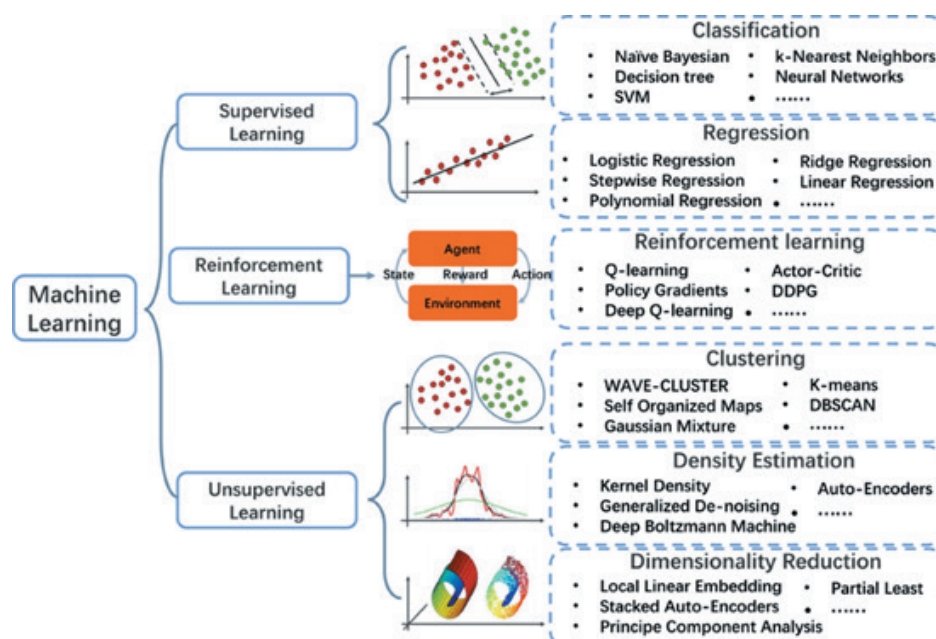 Machine
Learning
Supervised
Learning
Classification
• Naïve Bayesian • k-Nearest Neighbors
• Decision tree • Neural Networks
• SVM • ......
Regression
• Logistic Regression • Ridge Regression
• Stepwise Regression • Linear Regression
• Polynomial Regression • ......
Reinforcement
Learning
Agent
State Reward Action
Environment
Reinforcement learning
• Q-learning • Actor-Critic
• Policy Gradients • DDPG
• Deep Q-learning • ......
Unsupervised
Learning
Clustering
• WAVE-CLUSTER • K-means
• Self Organized Maps • DBSCAN
• Gaussian Mixture • ......
Density Estimation
• Kernel Density • Auto-Encoders
• Generalized De-noising • ......
• Deep Boltzmann Machine
Dimensionality Reduction
• Local Linear Embedding • Partial Least
• Stacked Auto-Encoders • ......
• Principe Component Analysis